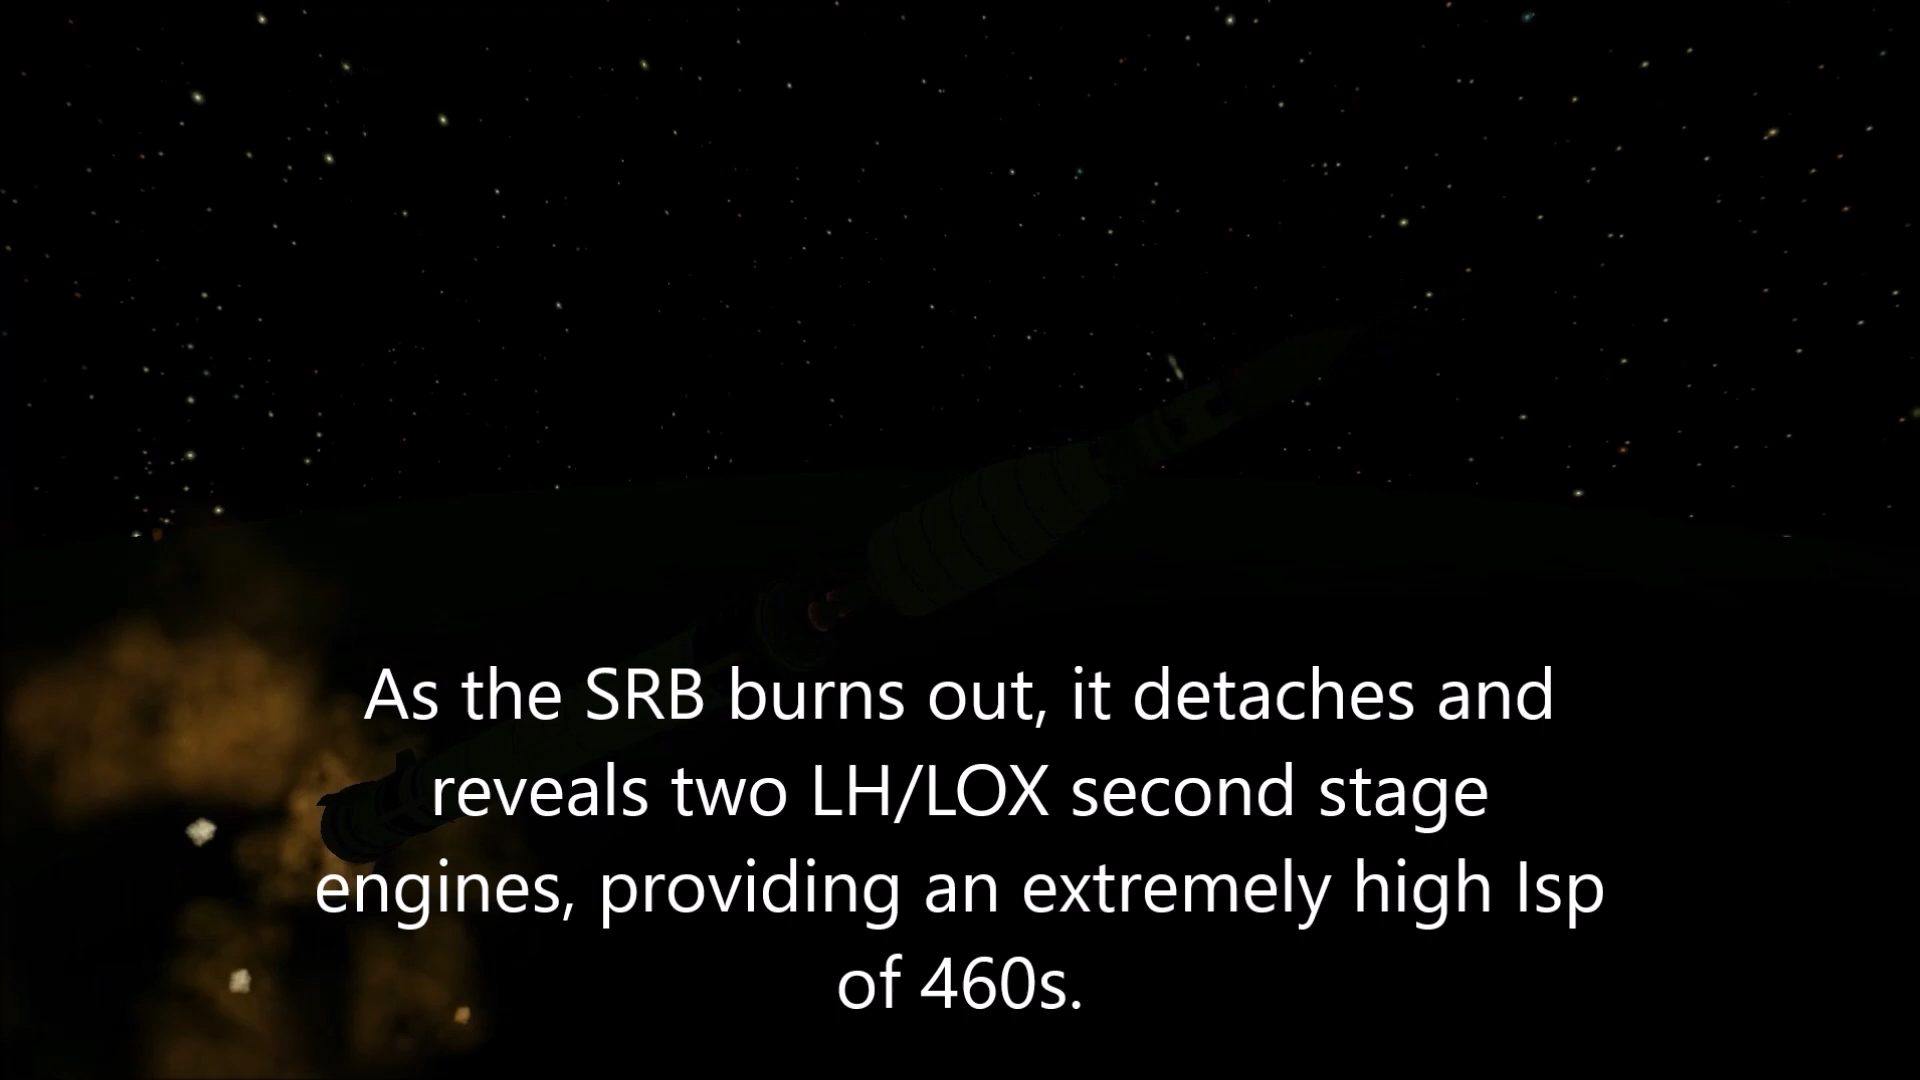 As the SRB burns out, it detaches and
reveals two LH/LOX second stage
engines, providing an extremely high Isp
of 460s.